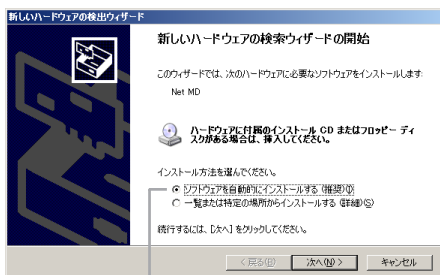 新しいハードウェアの検出ウィザード
新しいハードウェアの検索ウィザードの開始
このウィザードでは、次のハードウェアに必要なソフトウェアをインストールします:
Net MD
ハードウェアに付属のインストール CD またはフロッピー ディ
スクがある場合は、挿入してください。
インストール方法を選んでください。
ソフトウェアを自動的にインストールする (推奨)(I)
一覧または特定の場所からインストールする (詳細)(S)
続行するには、[次へ] をクリックしてください。
< 戻る(B) 次へ(N) > キャンセル